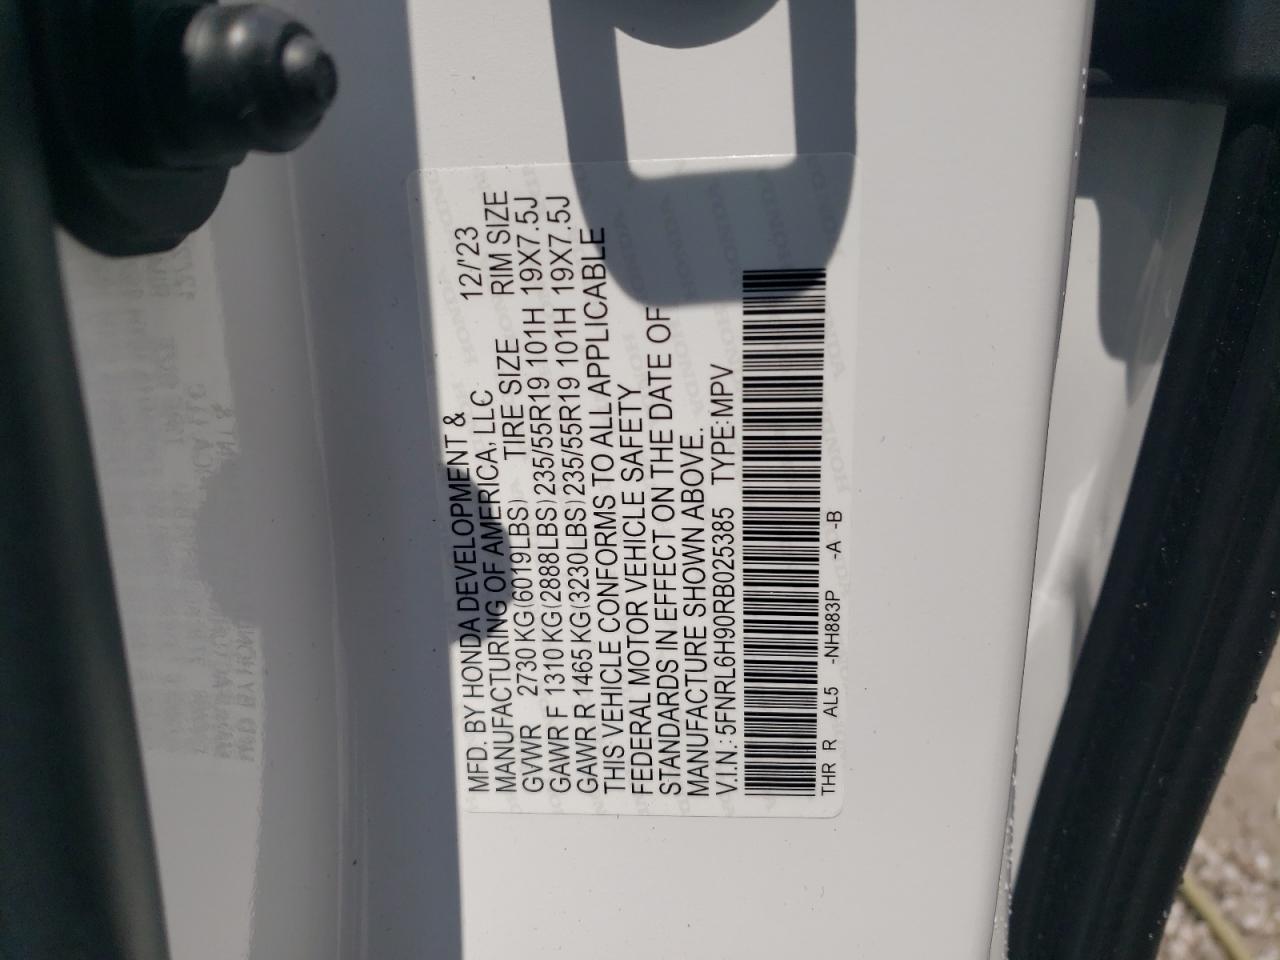 MFD. BY HONDA DEVELOPMENT &
MANUFACTURING OF AMERICA, LLC 12/'23
GVWR 2730 KG(6019LBS) TIRE SIZE RIM SIZE
GAWR F 1310 KG(2888LBS) 235/55R19 101H 19X7.5J
GAWR R 1465 KG(3230LBS) 235/55R19 101H 19X7.5J
THIS VEHICLE CONFORMS TO ALL APPLICABLE
FEDERAL MOTOR VEHICLE SAFETY
STANDARDS IN EFFECT ON THE DATE OF
MANUFACTURE SHOWN ABOVE.
V.I.N.: 5FNRL6H90RB025385 TYPE:MPV
THR R AL5 -NH883P -A -B